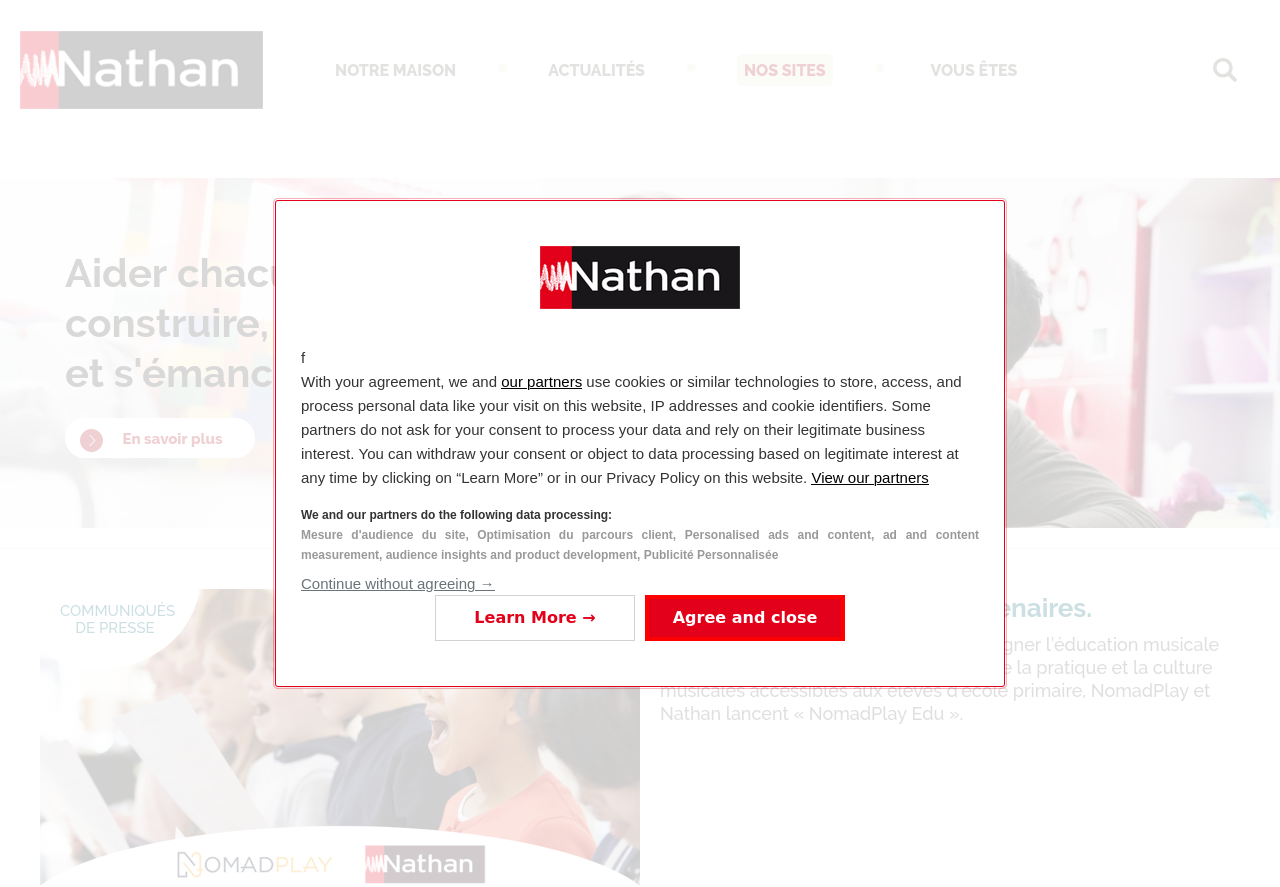 Nathan
NOTRE MAISON
ACTUALITÉS
NOS SITES
VOUS ÊTES
Aider chacu
construire,
et s'émanc
En savoir plus
Nathan
f
With your agreement, we and our partners use cookies or similar technologies to store, access, and
process personal data like your visit on this website, IP addresses and cookie identifiers. Some
partners do not ask for your consent to process your data and rely on their legitimate business
interest. You can withdraw your consent or object to data processing based on legitimate interest at
any time by clicking on “Learn More” or in our Privacy Policy on this website. View our partners
We and our partners do the following data processing:
Mesure d'audience du site, Optimisation du parcours client, Personalised ads and content, ad and content
measurement, audience insights and product development, Publicité Personnalisée
Continue without agreeing →
Learn More →
Agree and close
COMMUNIQUÉS
DE PRESSE
NOMADPLAY
Nathan
enaires.
gner l'éducation musicale
la pratique et la culture
musicales accessibles aux élèves d'école primaire, NomadPlay et
Nathan lancent « NomadPlay Edu ».